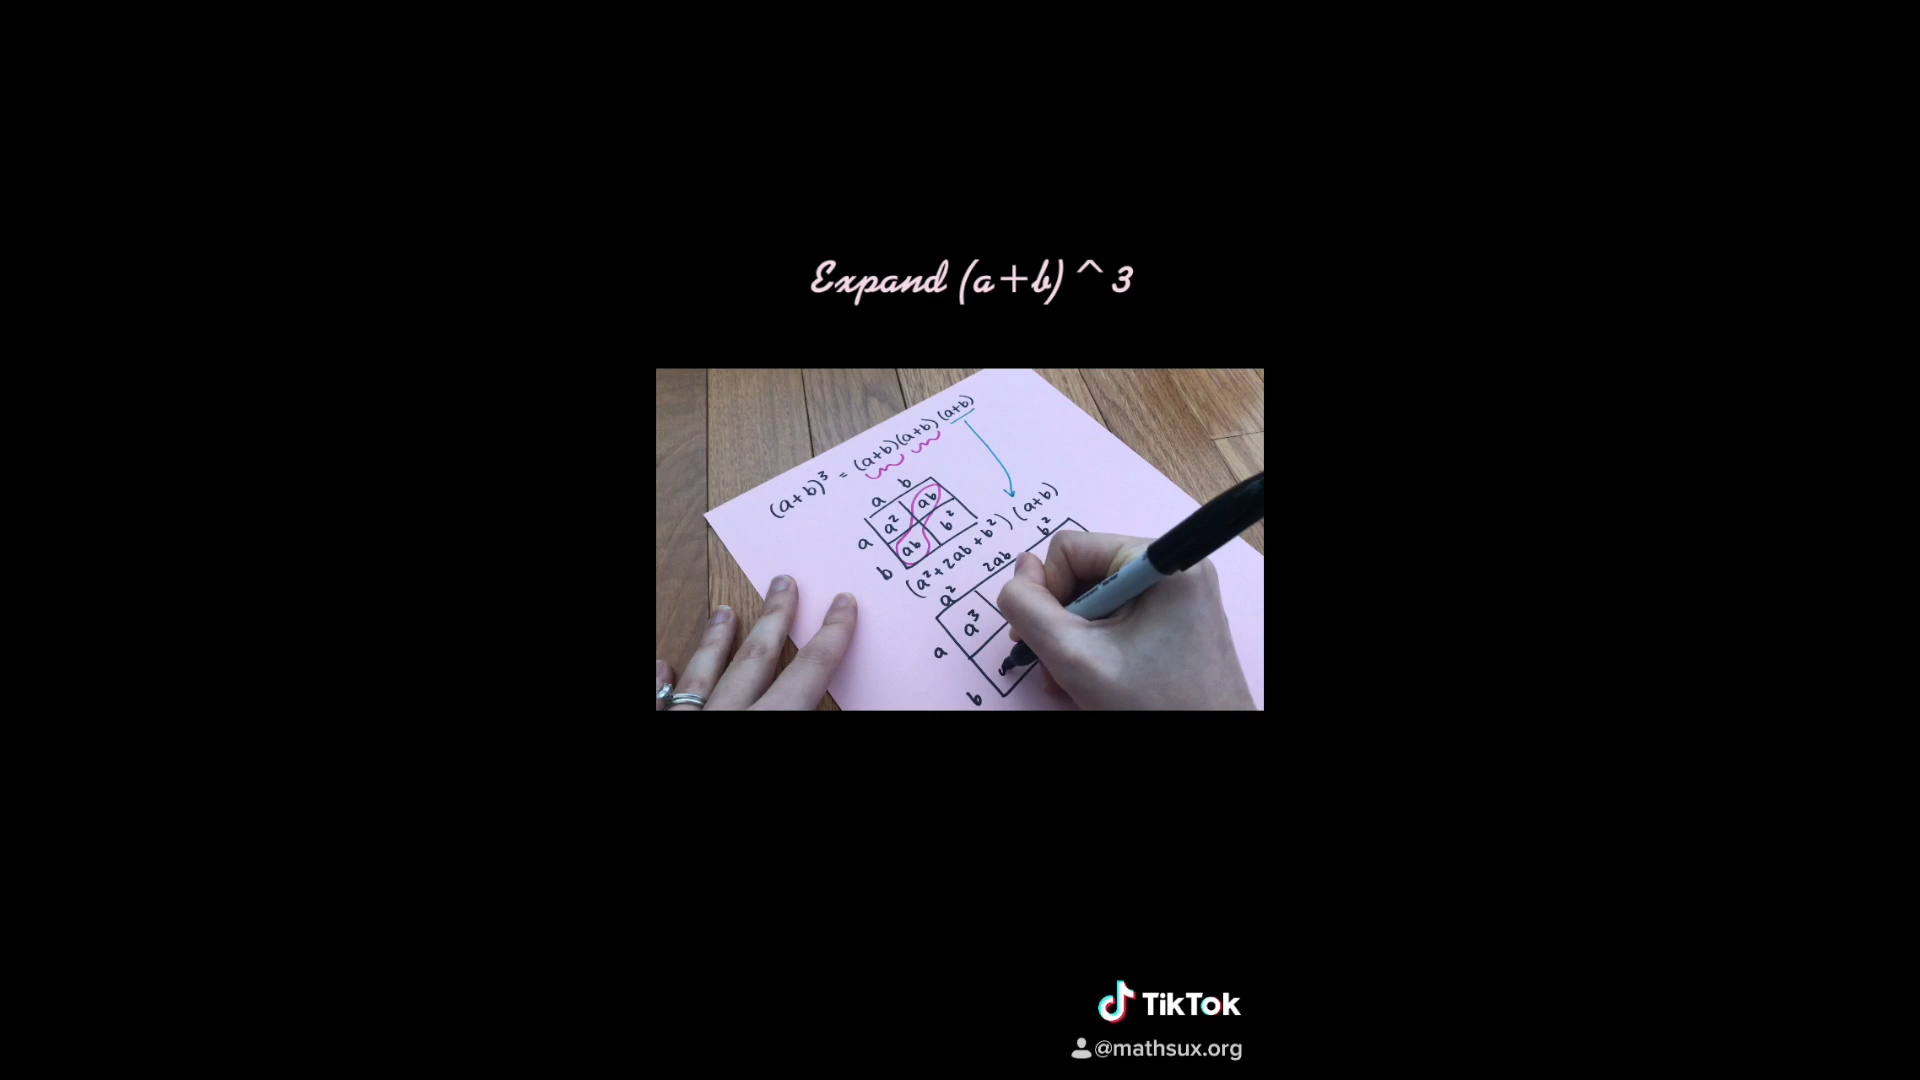 Expand (a+b)^3
(a+b)³ = (a+b)(a+b)(a+b)
a b
a a² ab
b ab b²
(a²+2ab+b²) (a+b)
a² 2ab b²
a a³
b
TikTok
@mathsux.org